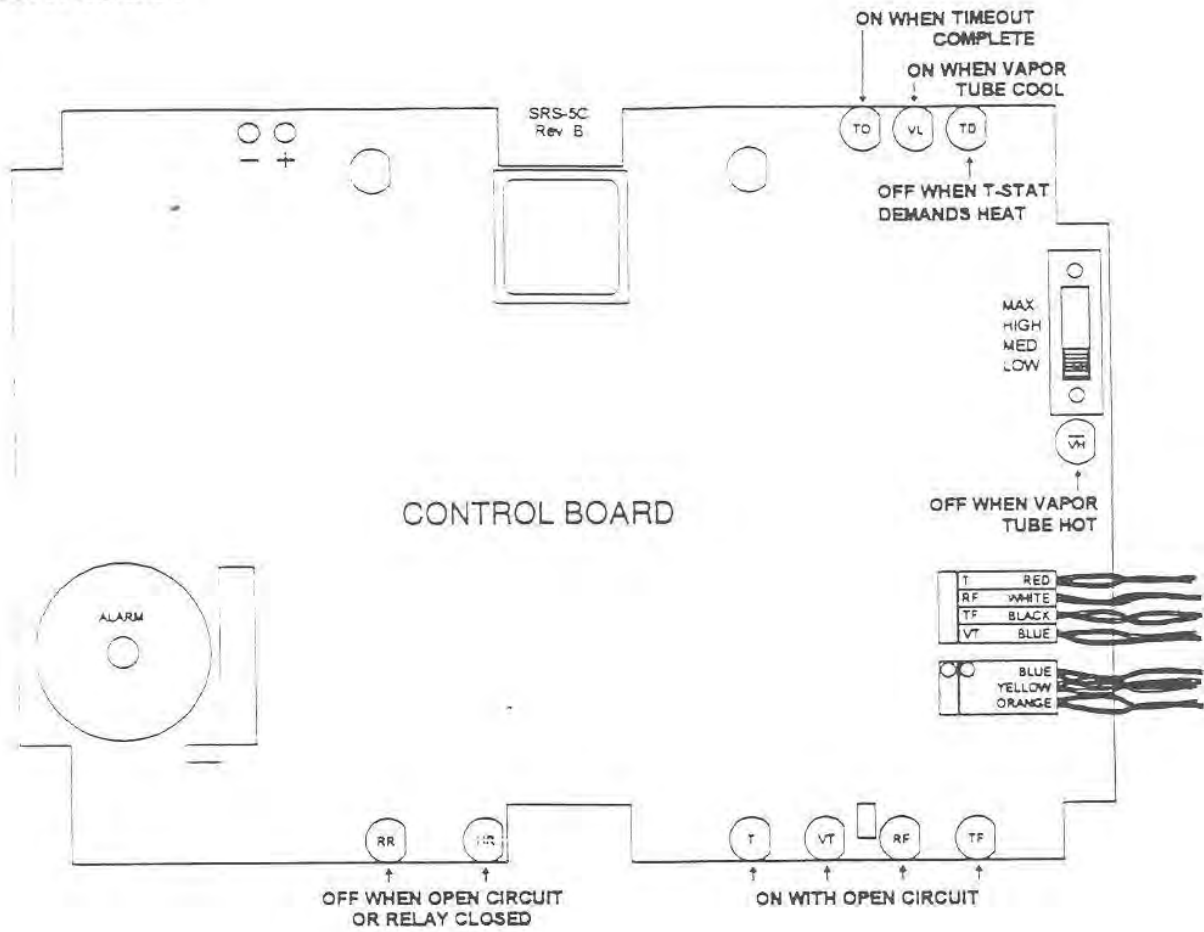 ON WHEN TIMEOUT
COMPLETE
ON WHEN VAPOR
TUBE COOL
SRS-5C
Rev B
TO
VL
TD
- +
OFF WHEN T-STAT
DEMANDS HEAT
MAX
HIGH
MED
LOW
VH
OFF WHEN VAPOR
TUBE HOT
CONTROL BOARD
T RED
RF WHITE
TF BLACK
VT BLUE
BLUE
YELLOW
ORANGE
ALARM
RR
HR
T
VT
RF
TF
OFF WHEN OPEN CIRCUIT
OR RELAY CLOSED
ON WITH OPEN CIRCUIT